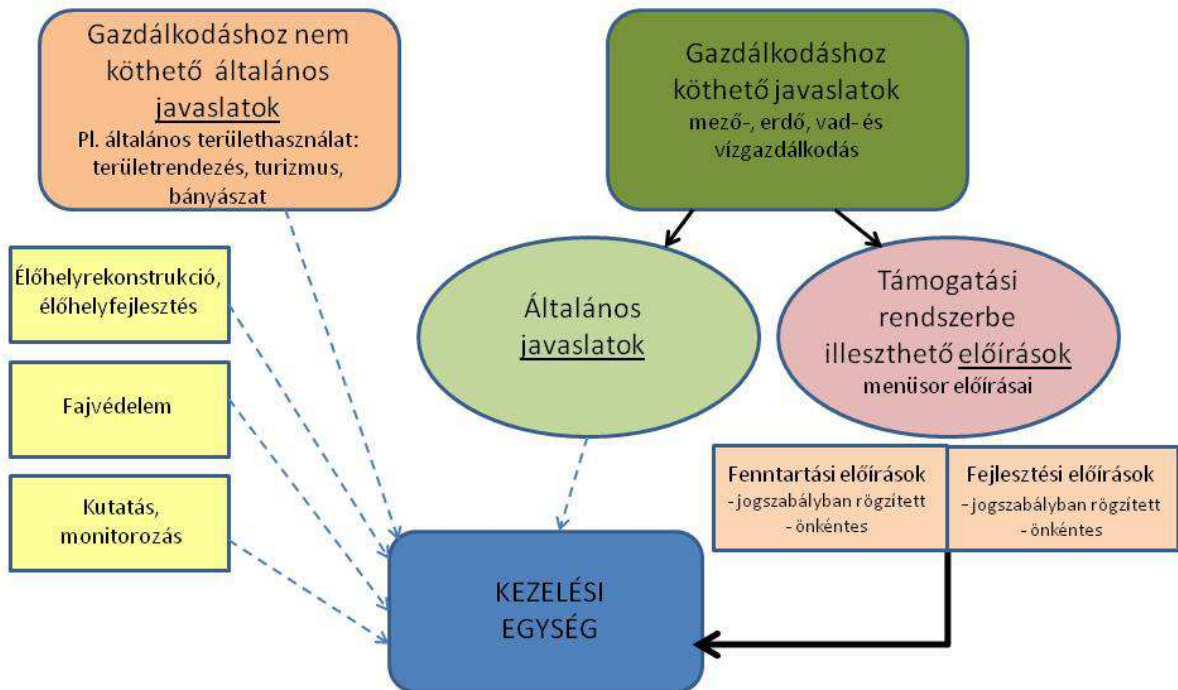 Gazdálkodáshoz nem
köthető általános
javaslatok
Pl. általános területhasználat:
területrendezés, turizmus,
bányászat
Gazdálkodáshoz
köthető javaslatok
mező-, erdő, vad- és
vízgazdálkodás
Élőhelyrekonstrukció,
élőhelyfejlesztés
Fajvédelem
Kutatás,
monitorozás
Általános
javaslatok
Támogatási
rendszerbe
illeszthető előírások
menüsor előírásai
Fenntartási előírások
- jogszabályban rögzített
- önkéntes
Fejlesztési előírások
- jogszabályban rögzített
- önkéntes
KEZELÉSI
EGYSÉG